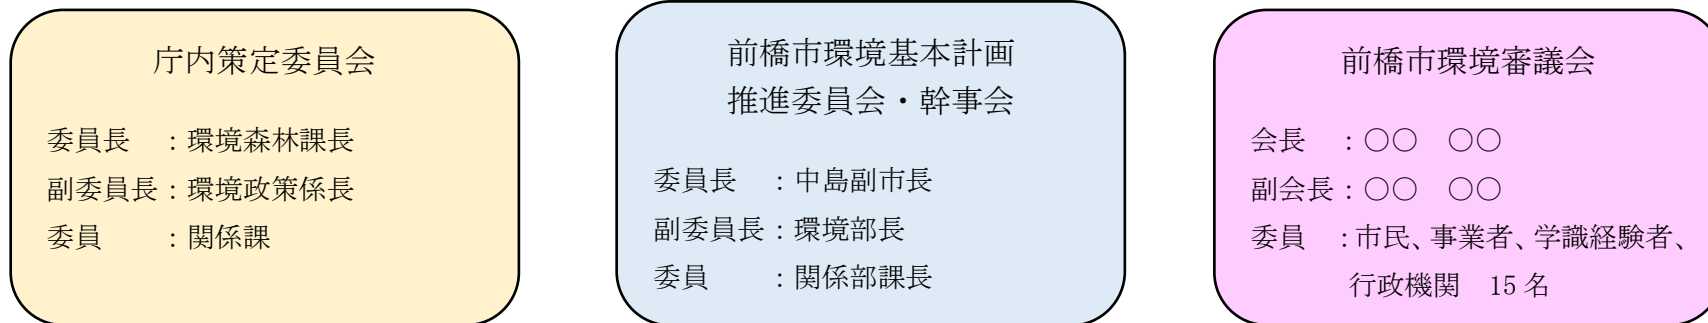 庁内策定委員会
委員長　：環境森林課長
副委員長：環境政策係長
委員　　：関係課
前橋市環境基本計画
推進委員会・幹事会
委員長　：中島副市長
副委員長：環境部長
委員　　：関係部課長
前橋市環境審議会
会長　：○○　○○
副会長：○○　○○
委員　：市民、事業者、学識経験者、
行政機関　15名